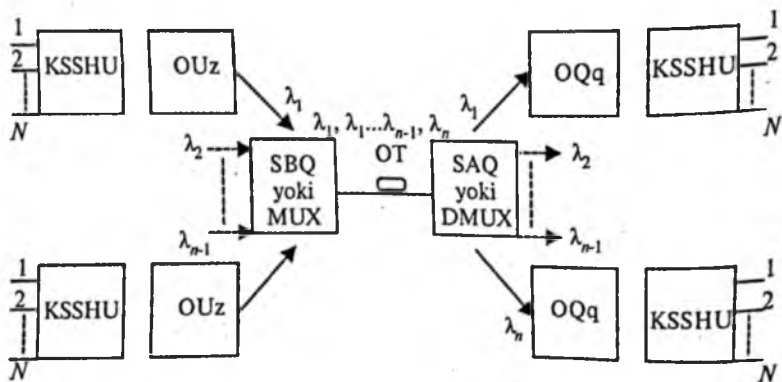 1
2
N
KSSHU
OUz
λ₁
λ₁, λ₁...λₙ₋₁, λₙ
OT
λ₁
OQq
KSSHU
1
2
N
λ₂
λₙ₋₁
SBQ
yoki
MUX
SAQ
yoki
DMUX
λ₂
λₙ₋₁
1
2
N
KSSHU
OUz
λₙ
OQq
KSSHU
1
2
N